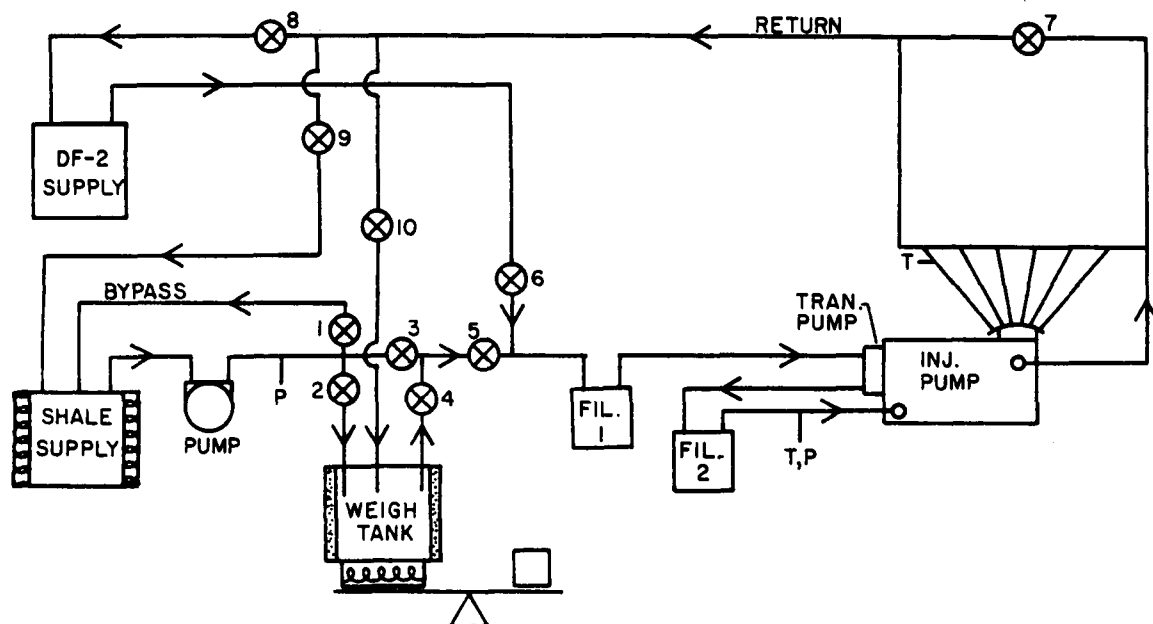 8
RETURN
7
DF-2
SUPPLY
9
10
6
T
BYPASS
1
3
5
TRAN.
PUMP
INJ.
PUMP
P
2
4
SHALE
SUPPLY
PUMP
FIL.
1
FIL.
2
T,P
WEIGH
TANK